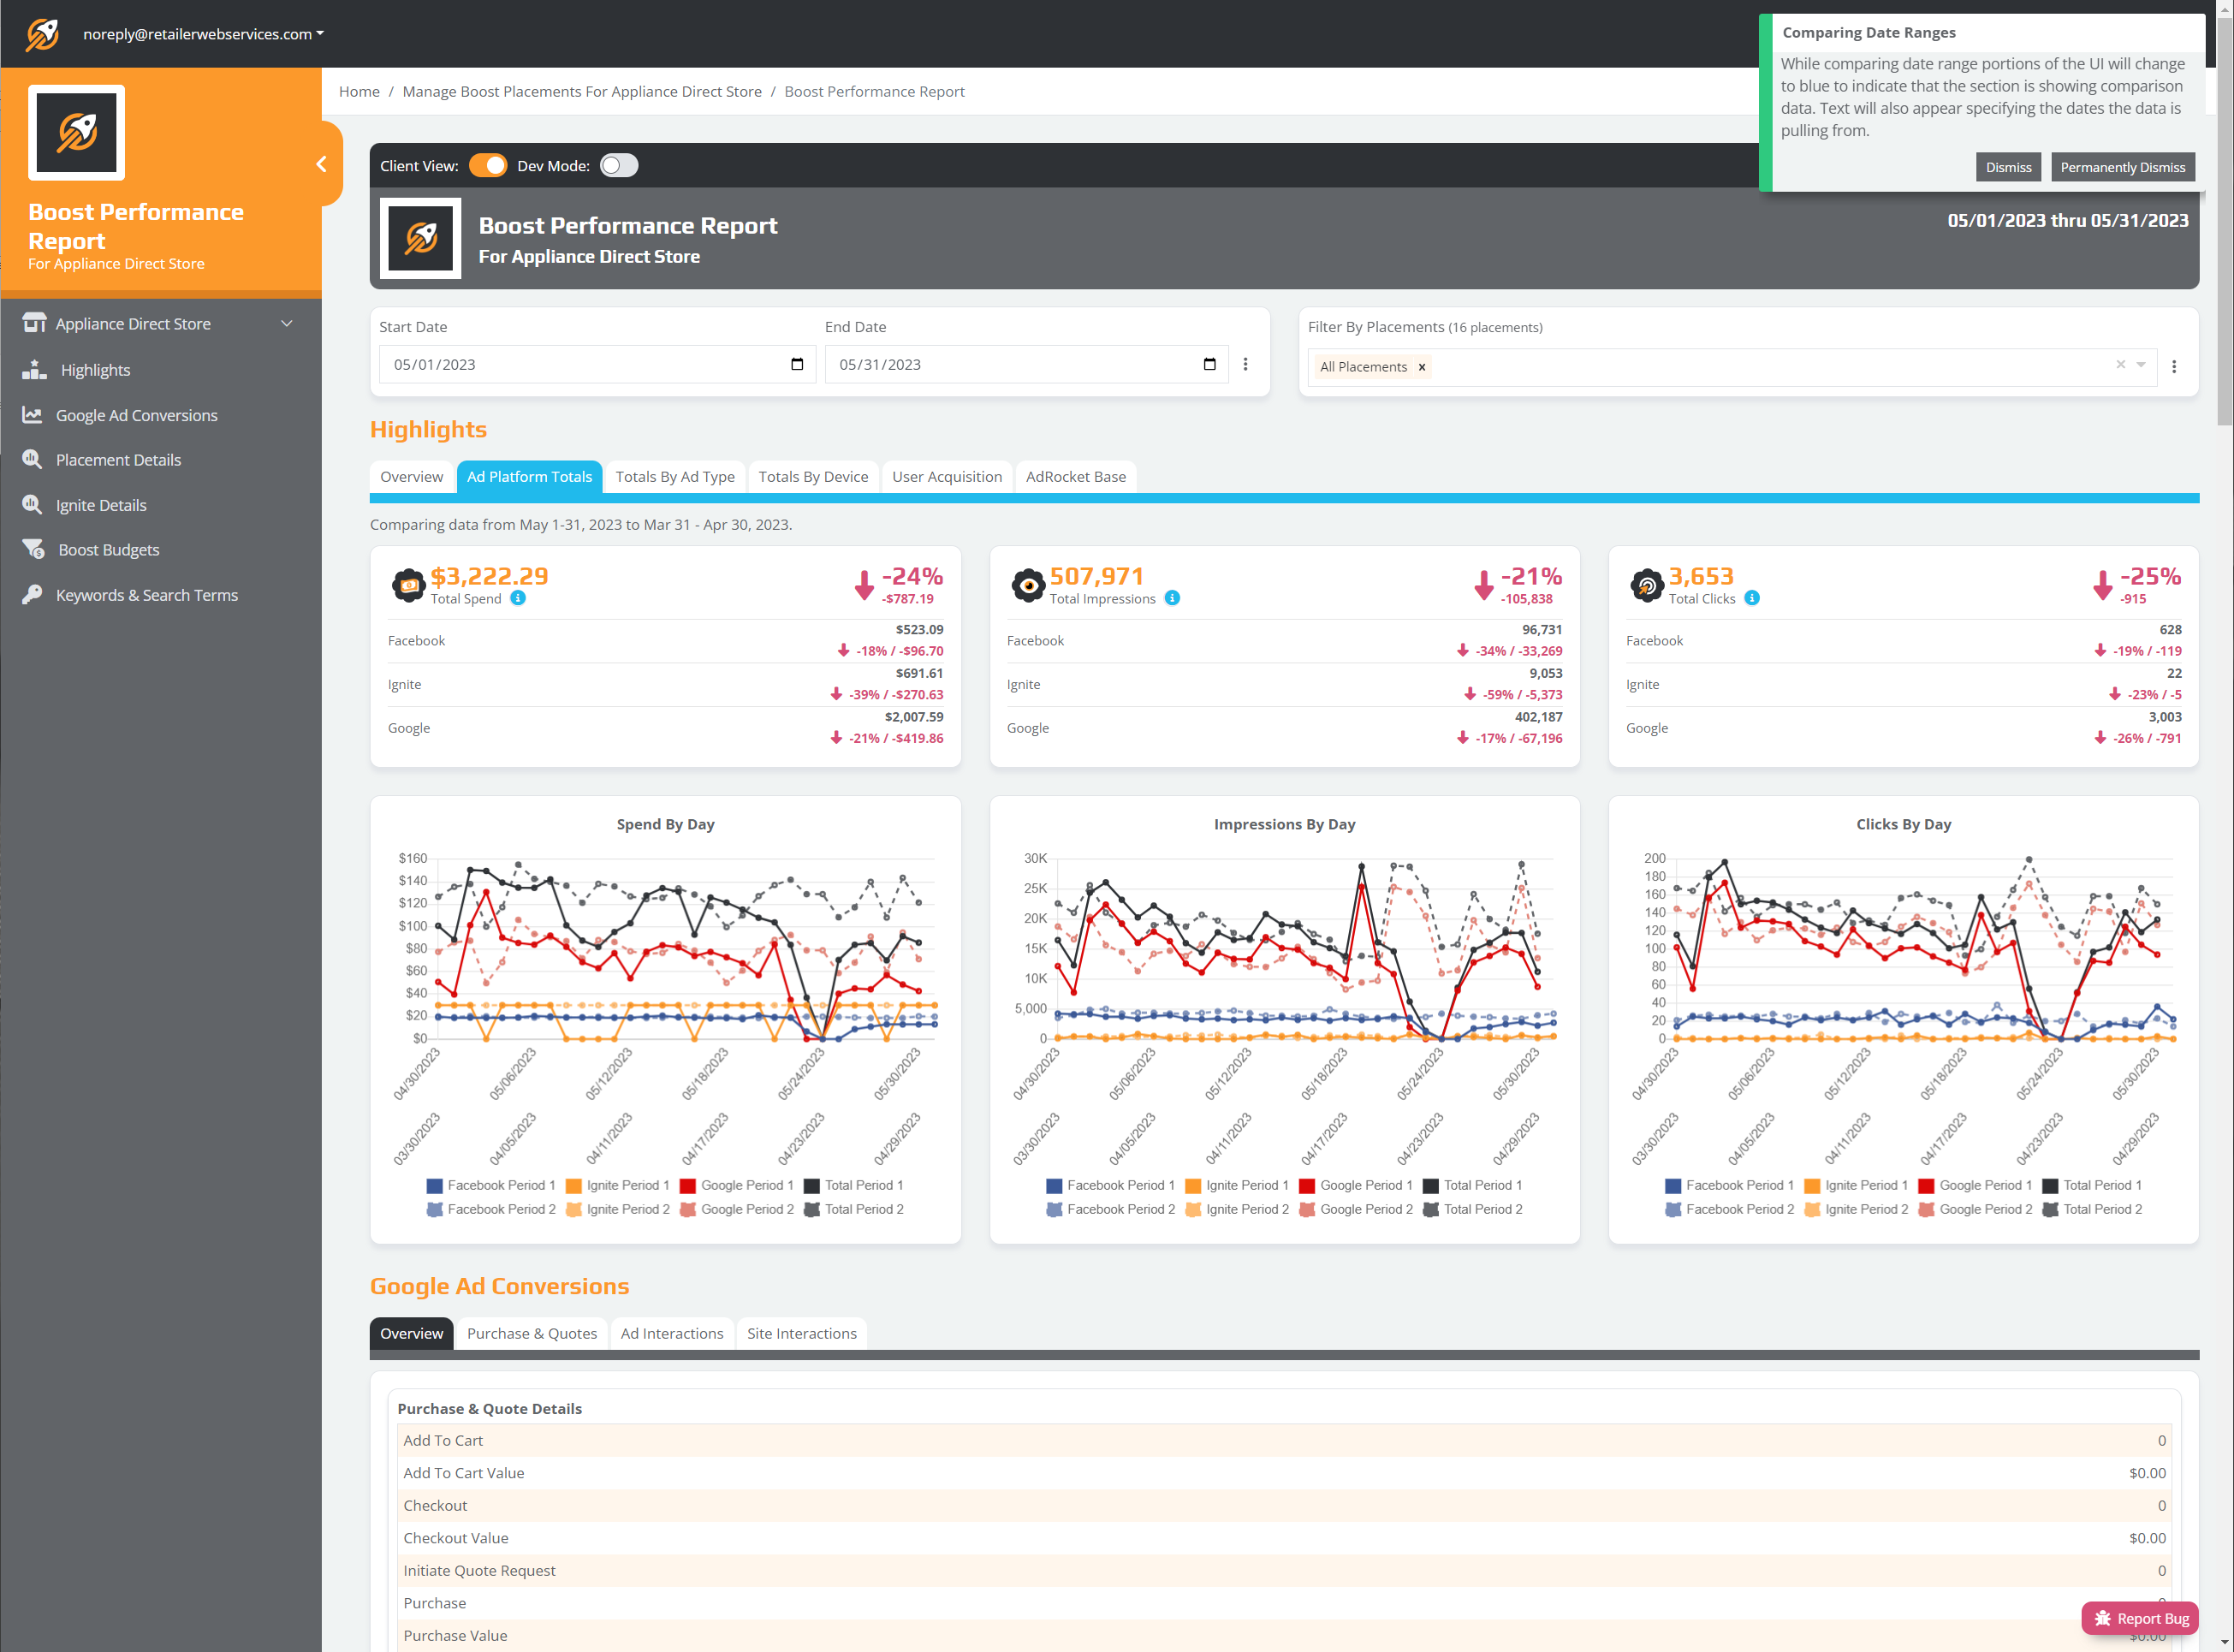 noreply@retailerwebservices.com
Comparing Date Ranges
While comparing date range portions of the UI will change
to blue to indicate that the section is showing comparison
data. Text will also appear specifying the dates the data is
pulling from.
Dismiss
Permanently Dismiss
Boost Performance
Report
For Appliance Direct Store
Appliance Direct Store
Highlights
Google Ad Conversions
Placement Details
Ignite Details
Boost Budgets
Keywords & Search Terms
Home / Manage Boost Placements For Appliance Direct Store / Boost Performance Report
Client View: Dev Mode:
Boost Performance Report
For Appliance Direct Store
05/01/2023 thru 05/31/2023
Start Date
05/01/2023
End Date
05/31/2023
Filter By Placements (16 placements)
All Placements x
Highlights
Overview
Ad Platform Totals
Totals By Ad Type
Totals By Device
User Acquisition
AdRocket Base
Comparing data from May 1-31, 2023 to Mar 31 - Apr 30, 2023.
$3,222.29
Total Spend
-24%
-$787.19
Facebook
$523.09
-18% / -$96.70
Ignite
$691.61
-39% / -$270.63
Google
$2,007.59
-21% / -$419.86
507,971
Total Impressions
-21%
-105,838
Facebook
96,731
-34% / -33,269
Ignite
9,053
-59% / -5,373
Google
402,187
-17% / -67,196
3,653
Total Clicks
-25%
-915
Facebook
628
-19% / -119
Ignite
22
-23% / -5
Google
3,003
-26% / -791
Spend By Day
$160
$140
$120
$100
$80
$60
$40
$20
$0
04/30/2023
05/06/2023
05/12/2023
05/18/2023
05/24/2023
05/30/2023
03/30/2023
04/05/2023
04/11/2023
04/17/2023
04/23/2023
04/29/2023
Facebook Period 1 Ignite Period 1 Google Period 1 Total Period 1
Facebook Period 2 Ignite Period 2 Google Period 2 Total Period 2
Impressions By Day
30K
25K
20K
15K
10K
5,000
0
04/30/2023
05/06/2023
05/12/2023
05/18/2023
05/24/2023
05/30/2023
03/30/2023
04/05/2023
04/11/2023
04/17/2023
04/23/2023
04/29/2023
Facebook Period 1 Ignite Period 1 Google Period 1 Total Period 1
Facebook Period 2 Ignite Period 2 Google Period 2 Total Period 2
Clicks By Day
200
180
160
140
120
100
80
60
40
20
0
04/30/2023
05/06/2023
05/12/2023
05/18/2023
05/24/2023
05/30/2023
03/30/2023
04/05/2023
04/11/2023
04/17/2023
04/23/2023
04/29/2023
Facebook Period 1 Ignite Period 1 Google Period 1 Total Period 1
Facebook Period 2 Ignite Period 2 Google Period 2 Total Period 2
Google Ad Conversions
Overview
Purchase & Quotes
Ad Interactions
Site Interactions
Purchase & Quote Details
Add To Cart 0
Add To Cart Value $0.00
Checkout 0
Checkout Value $0.00
Initiate Quote Request 0
Purchase
Purchase Value $0.00
Report Bug